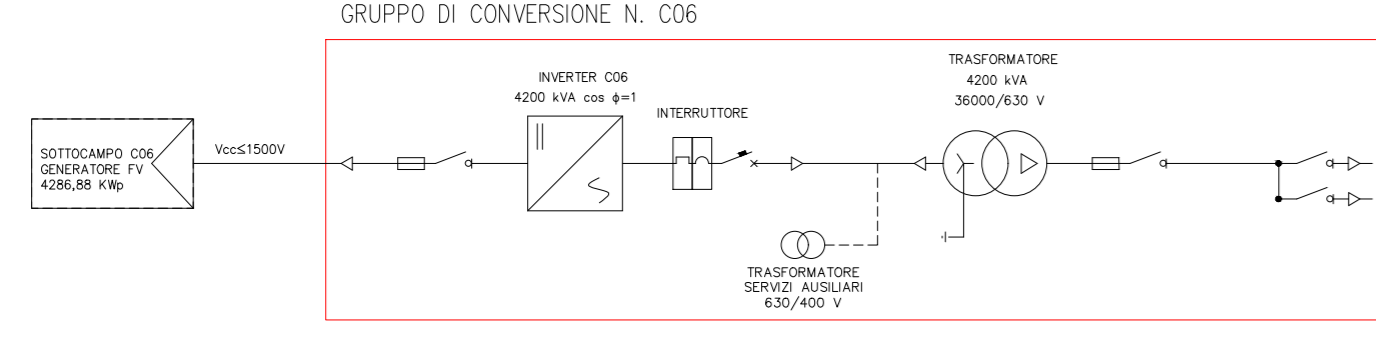 GRUPPO DI CONVERSIONE N. C06
SOTTOCAMPO C06
GENERATORE FV
4286,88 KWp
Vcc≤1500V
INVERTER C06
4200 kVA cos ϕ=1
INTERRUTTORE
TRASFORMATORE
SERVIZI AUSILIARI
630/400 V
TRASFORMATORE
4200 kVA
36000/630 V